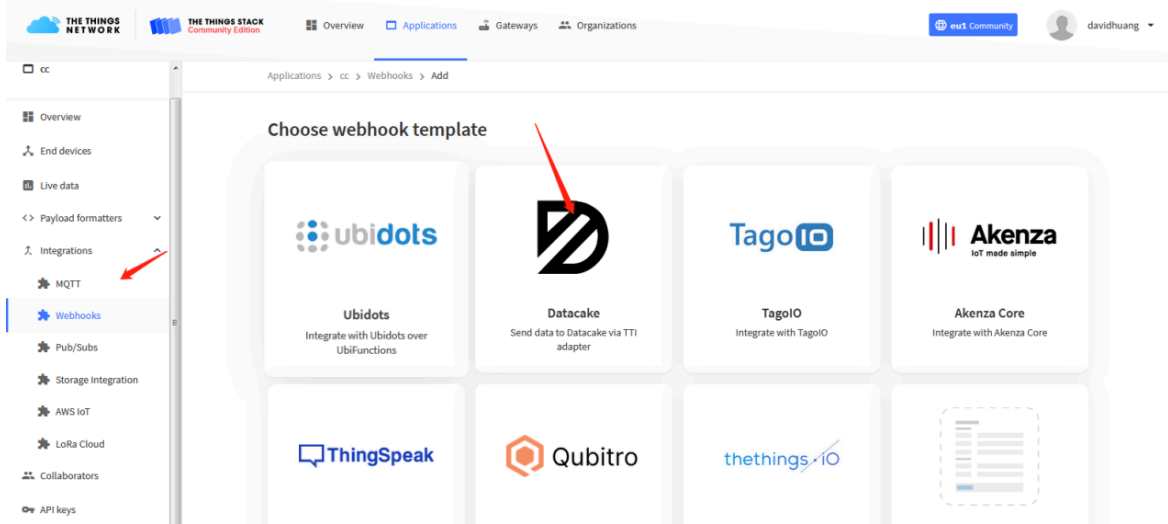 THE THINGS
NETWORK
THE THINGS STACK
Community Edition
Overview
Applications
Gateways
Organizations
eu1 Community
davidhuang
cc
Overview
End devices
Live data
Payload formatters
Integrations
MQTT
Webhooks
Pub/Subs
Storage Integration
AWS IoT
LoRa Cloud
Collaborators
API keys
Applications > cc > Webhooks > Add
Choose webhook template
ubidots
Ubidots
Integrate with Ubidots over
UbiFunctions
Datacake
Send data to Datacake via TTI
adapter
TagoIO
TagoIO
Integrate with TagoIO
Akenza
IoT made simple
Akenza Core
Integrate with Akenza Core
ThingSpeak
Qubitro
thethings.iO